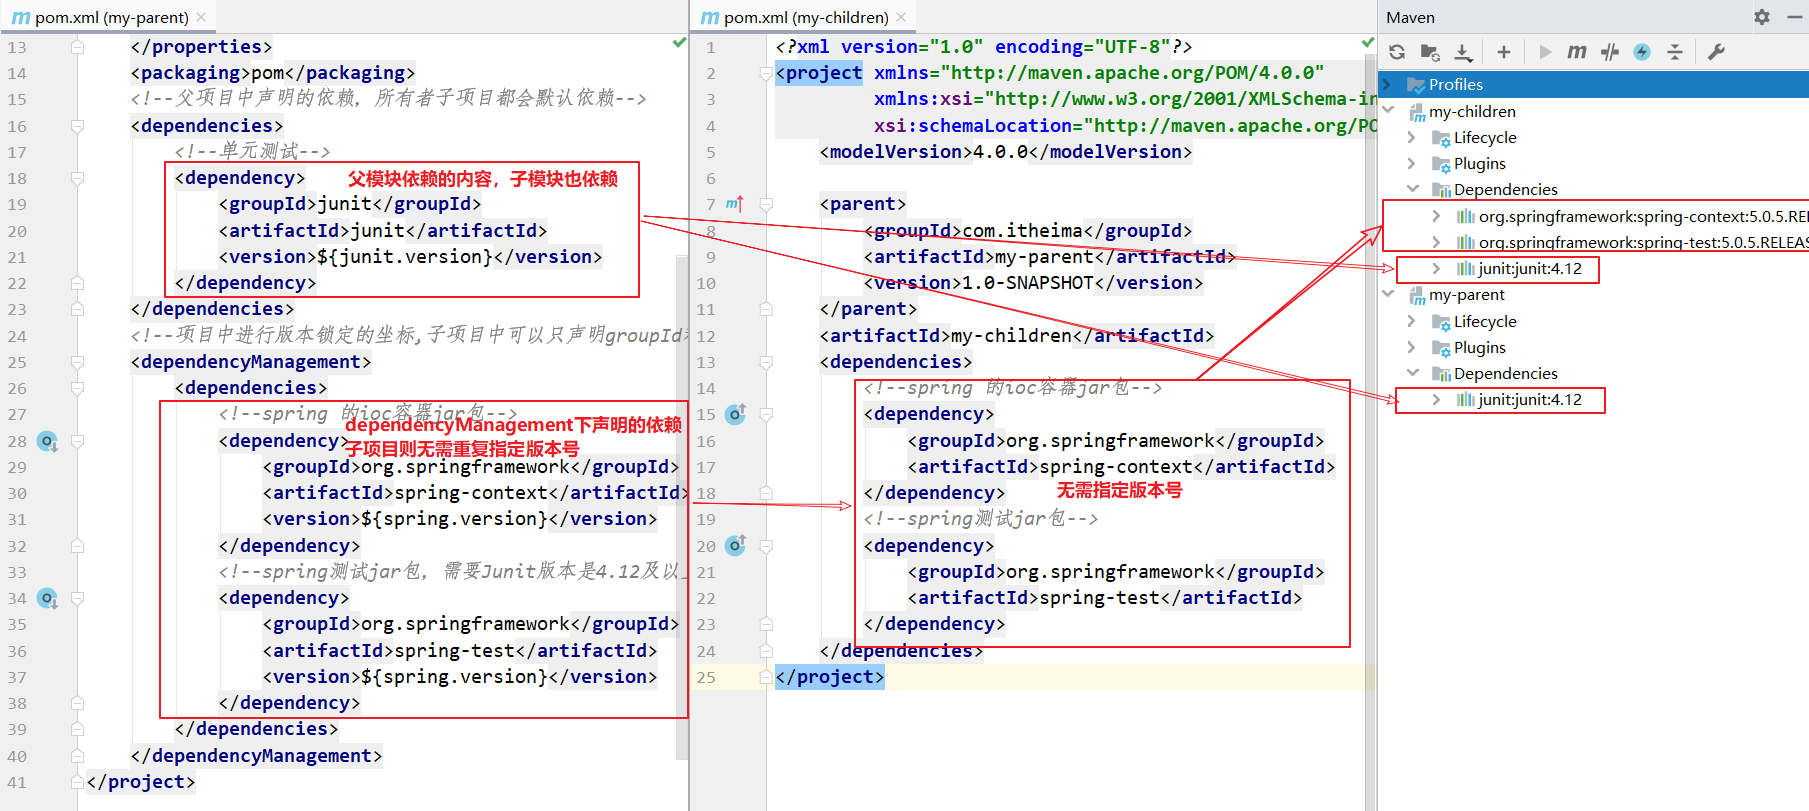 pom.xml (my-parent)
13 </properties>
14 <packaging>pom</packaging>
15 <!--父项目中声明的依赖，所有者子项目都会默认依赖-->
16 <dependencies>
17 <!--单元测试-->
18 <dependency>
父模块依赖的内容，子模块也依赖
19 <groupId>junit</groupId>
20 <artifactId>junit</artifactId>
21 <version>${junit.version}</version>
22 </dependency>
23 </dependencies>
24 <!--项目中进行版本锁定的坐标,子项目中可以只声明groupId
25 <dependencyManagement>
26 <dependencies>
27 <!--spring 的ioc容器jar包-->
dependencyManagement下声明的依赖
28 <dependency>
子项目则无需重复指定版本号
29 <groupId>org.springframework</groupId>
30 <artifactId>spring-context</artifactId>
31 <version>${spring.version}</version>
32 </dependency>
33 <!--spring测试jar包，需要Junit版本是4.12及以
34 <dependency>
35 <groupId>org.springframework</groupId>
36 <artifactId>spring-test</artifactId>
37 <version>${spring.version}</version>
38 </dependency>
39 </dependencies>
40 </dependencyManagement>
41 </project>
pom.xml (my-children)
1 <?xml version="1.0" encoding="UTF-8"?>
2 <project xmlns="http://maven.apache.org/POM/4.0.0"
3 xmlns:xsi="http://www.w3.org/2001/XMLSchema-in
4 xsi:schemaLocation="http://maven.apache.org/PO
5 <modelVersion>4.0.0</modelVersion>
6
7 <parent>
8 <groupId>com.itheima</groupId>
9 <artifactId>my-parent</artifactId>
10 <version>1.0-SNAPSHOT</version>
11 </parent>
12 <artifactId>my-children</artifactId>
13 <dependencies>
14 <!--spring 的ioc容器jar包-->
15 <dependency>
16 <groupId>org.springframework</groupId>
17 <artifactId>spring-context</artifactId>
18 </dependency>
无需指定版本号
19 <!--spring测试jar包-->
20 <dependency>
21 <groupId>org.springframework</groupId>
22 <artifactId>spring-test</artifactId>
23 </dependency>
24 </dependencies>
25 </project>
Maven
Profiles
my-children
Lifecycle
Plugins
Dependencies
org.springframework:spring-context:5.0.5.REL
org.springframework:spring-test:5.0.5.RELEAS
junit:junit:4.12
my-parent
Lifecycle
Plugins
Dependencies
junit:junit:4.12